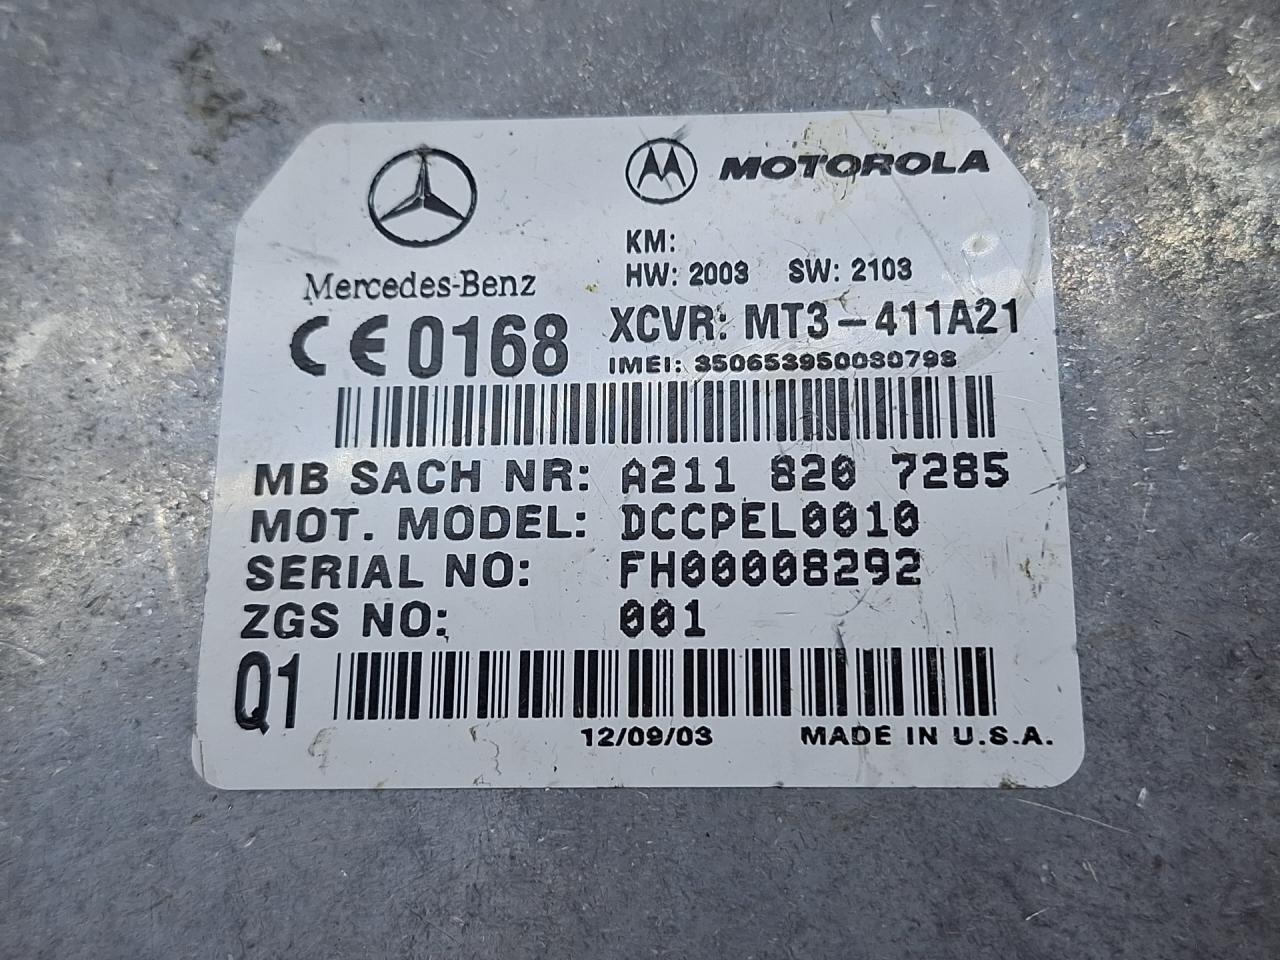 Mercedes-Benz
MOTOROLA
KM:
HW: 2003 SW: 2103
CE 0168
XCVR: MT3-411A21
IMEI: 350653950030798
MB SACH NR: A211 820 7285
MOT. MODEL: DCCPEL0010
SERIAL NO: FH00008292
ZGS NO: 001
Q1
12/09/03 MADE IN U.S.A.